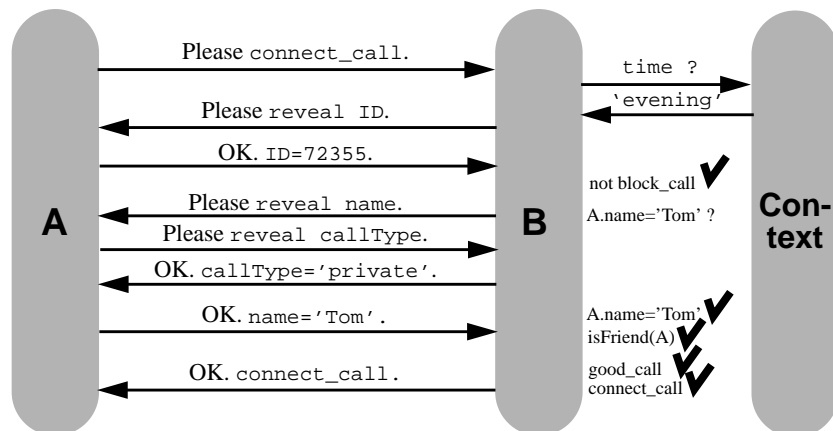 Please connect_call.
time ?
'evening'
Please reveal ID.
OK. ID=72355.
not block_call
Please reveal name.
A.name='Tom' ?
A
B
Con-
text
Please reveal callType.
OK. callType='private'.
OK. name='Tom'.
A.name='Tom'
isFriend(A)
good_call
OK. connect_call.
connect_call